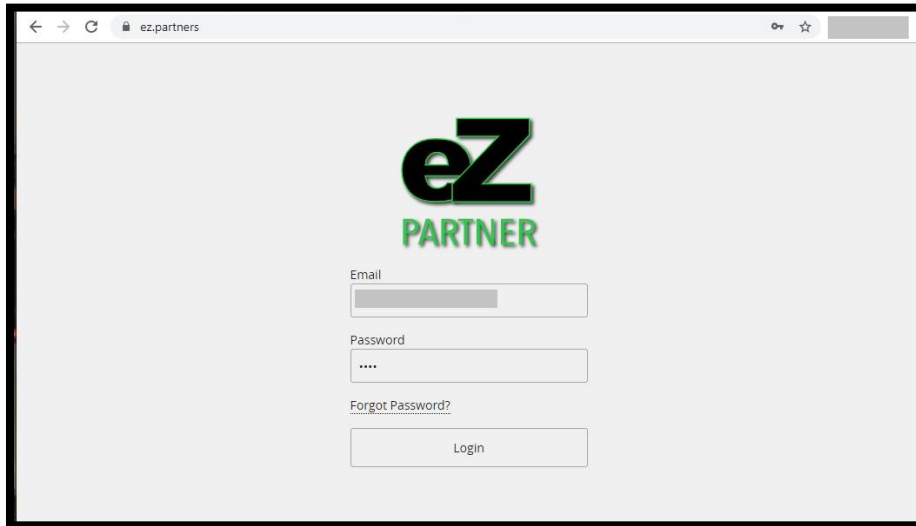 ez.partners
eZ
PARTNER
Email
Password
....
Forgot Password?
Login